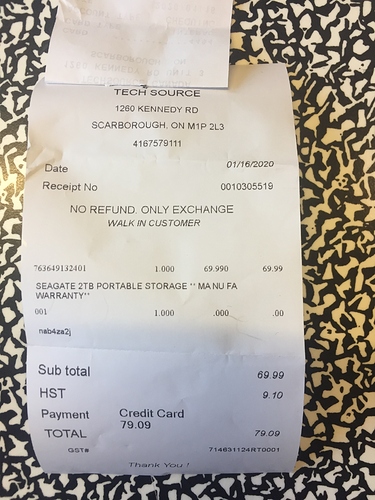 TECH SOURCE
1260 KENNEDY RD
SCARBOROUGH, ON M1P 2L3
4167579111
Date 01/16/2020
Receipt No 0010305519
NO REFUND. ONLY EXCHANGE
WALK IN CUSTOMER
763649132401 1.000 69.990 69.99
SEAGATE 2TB PORTABLE STORAGE ** MANUFA
WARRANTY**
001 1.000 .000 .00
nab4za2j
Sub total 69.99
HST 9.10
Payment Credit Card
79.09
TOTAL 79.09
GST# 714631124RT0001
Thank You !